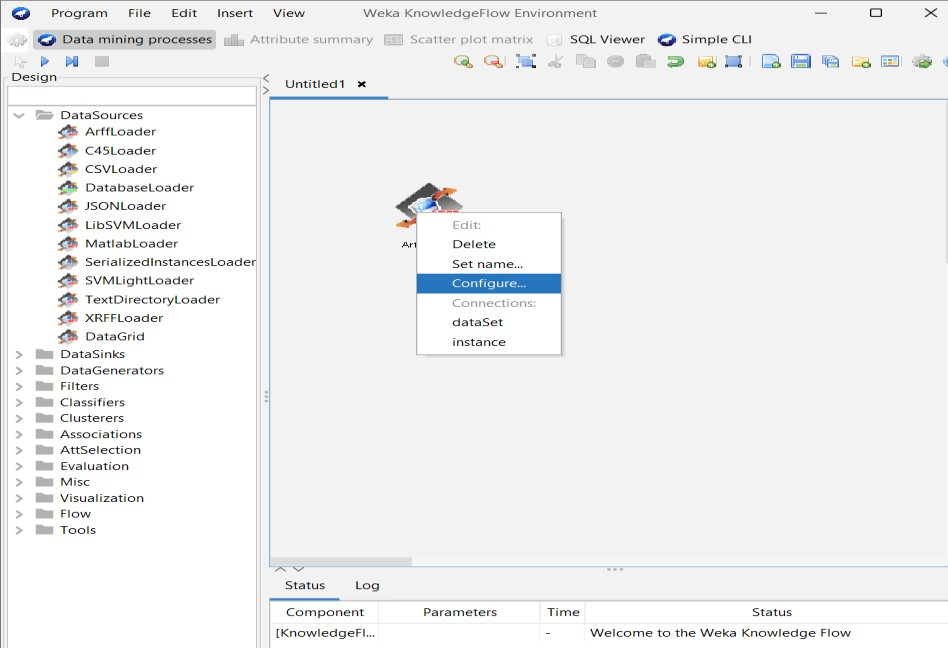 Program File Edit Insert View Weka KnowledgeFlow Environment
Data mining processes Attribute summary Scatter plot matrix SQL Viewer Simple CLI
Design
Untitled1
DataSources
ArffLoader
C45Loader
CSVLoader
DatabaseLoader
JSONLoader
LibSVMLoader
MatlabLoader
SerializedInstancesLoader
SVMLightLoader
TextDirectoryLoader
XRFFLoader
DataGrid
DataSinks
DataGenerators
Filters
Classifiers
Clusterers
Associations
AttSelection
Evaluation
Misc
Visualization
Flow
Tools
Edit:
Delete
Set name...
Configure...
Connections:
dataSet
instance
Status Log
Component Parameters Time Status
[KnowledgeFl... - Welcome to the Weka Knowledge Flow